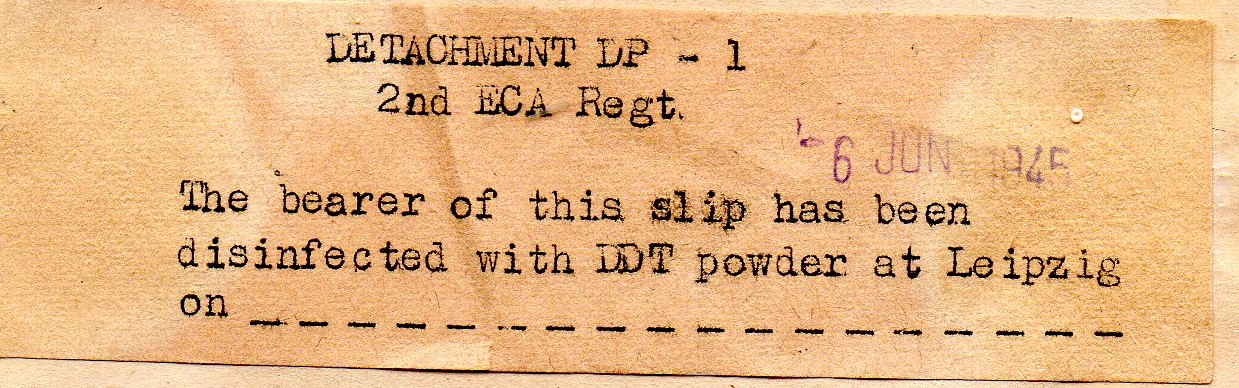 DETACHMENT DP - 1
2nd ECA Regt.
-6 JUN 1945
The bearer of this slip has been
disinfected with DDT powder at Leipzig
on _ _ _ _ _ _ _ _ _ _ _ _ _ _ _ _ _ _